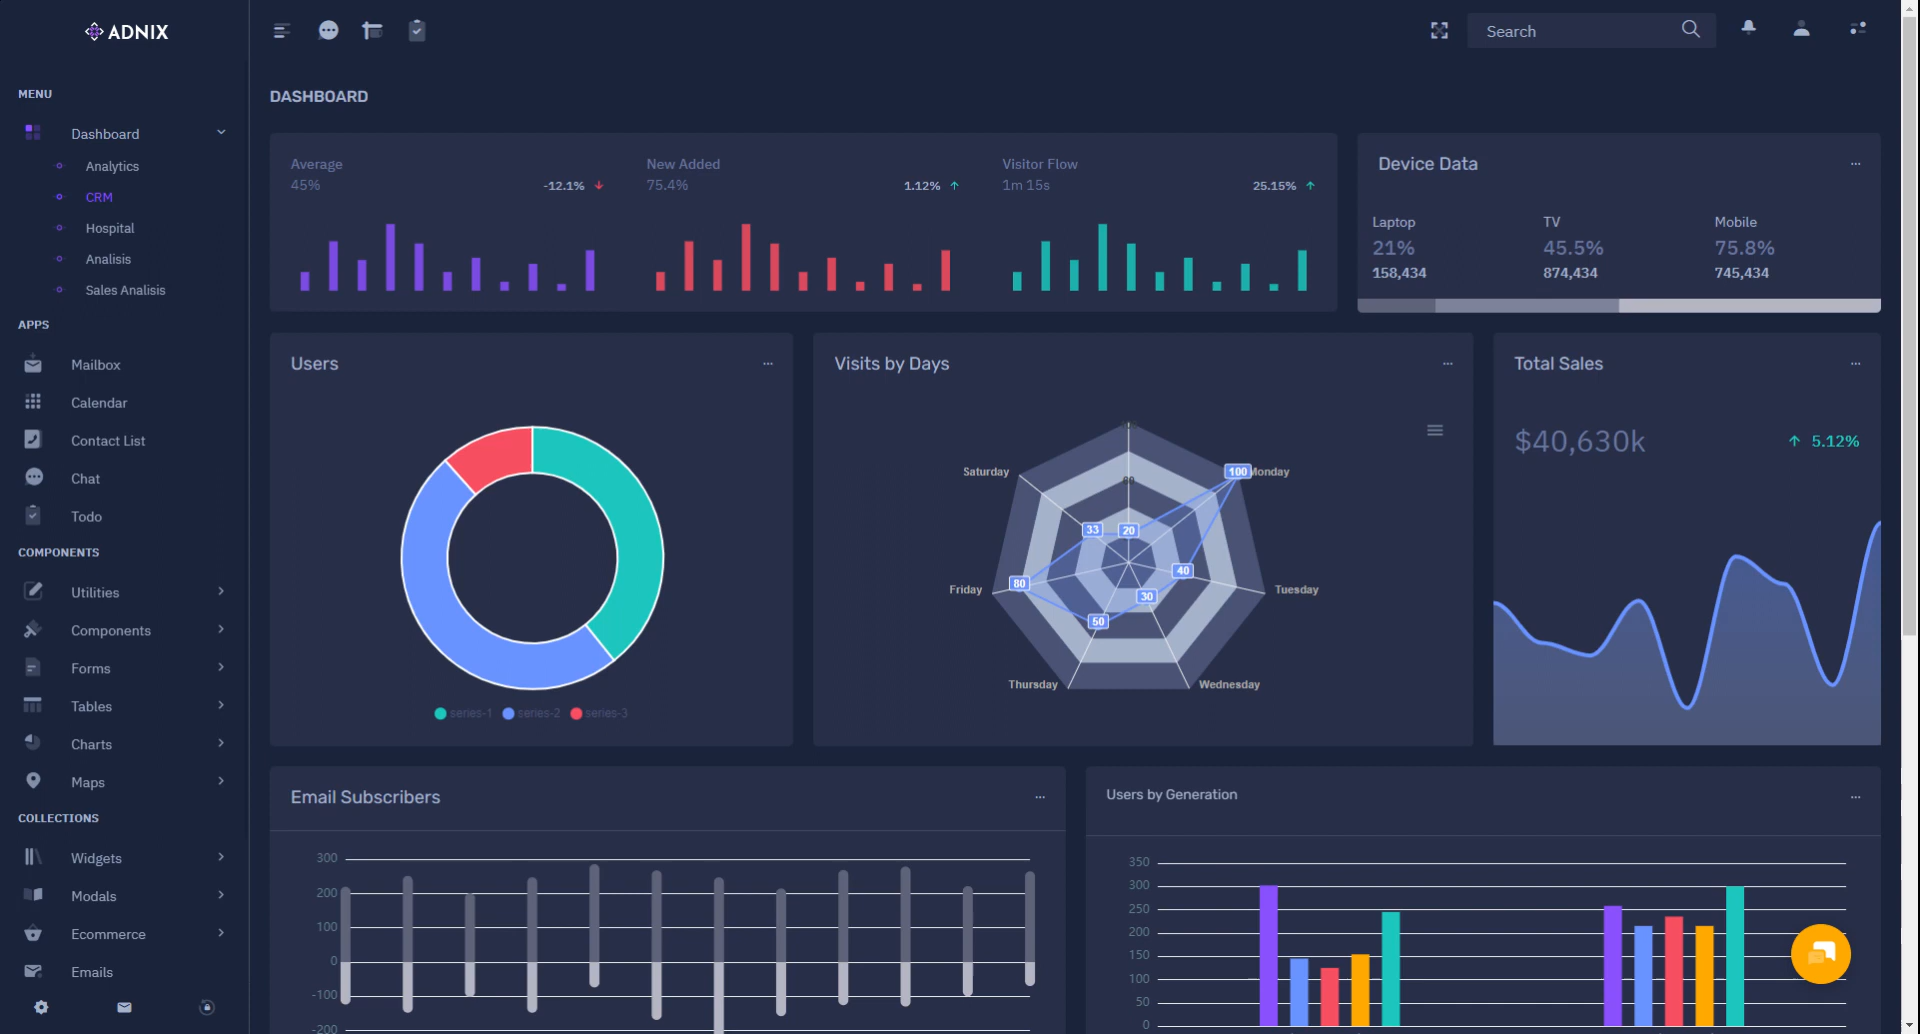 ADNIX
Search
MENU
Dashboard
Analytics
CRM
Hospital
Analisis
Sales Analisis
APPS
Mailbox
Calendar
Contact List
Chat
Todo
COMPONENTS
Utilities
Components
Forms
Tables
Charts
Maps
COLLECTIONS
Widgets
Modals
Ecommerce
Emails
DASHBOARD
Average
45%
-12.1%
New Added
75.4%
1.12%
Visitor Flow
1m 15s
25.15%
Device Data
Laptop
21%
158,434
TV
45.5%
874,434
Mobile
75.8%
745,434
Users
series-1 series-2 series-3
Visits by Days
Saturday
100
Monday
33
20
40
Friday
80
Tuesday
30
50
Thursday
Wednesday
Total Sales
$40,630k
5.12%
Email Subscribers
300
200
100
0
-100
-200
Users by Generation
350
300
250
200
150
100
50
0